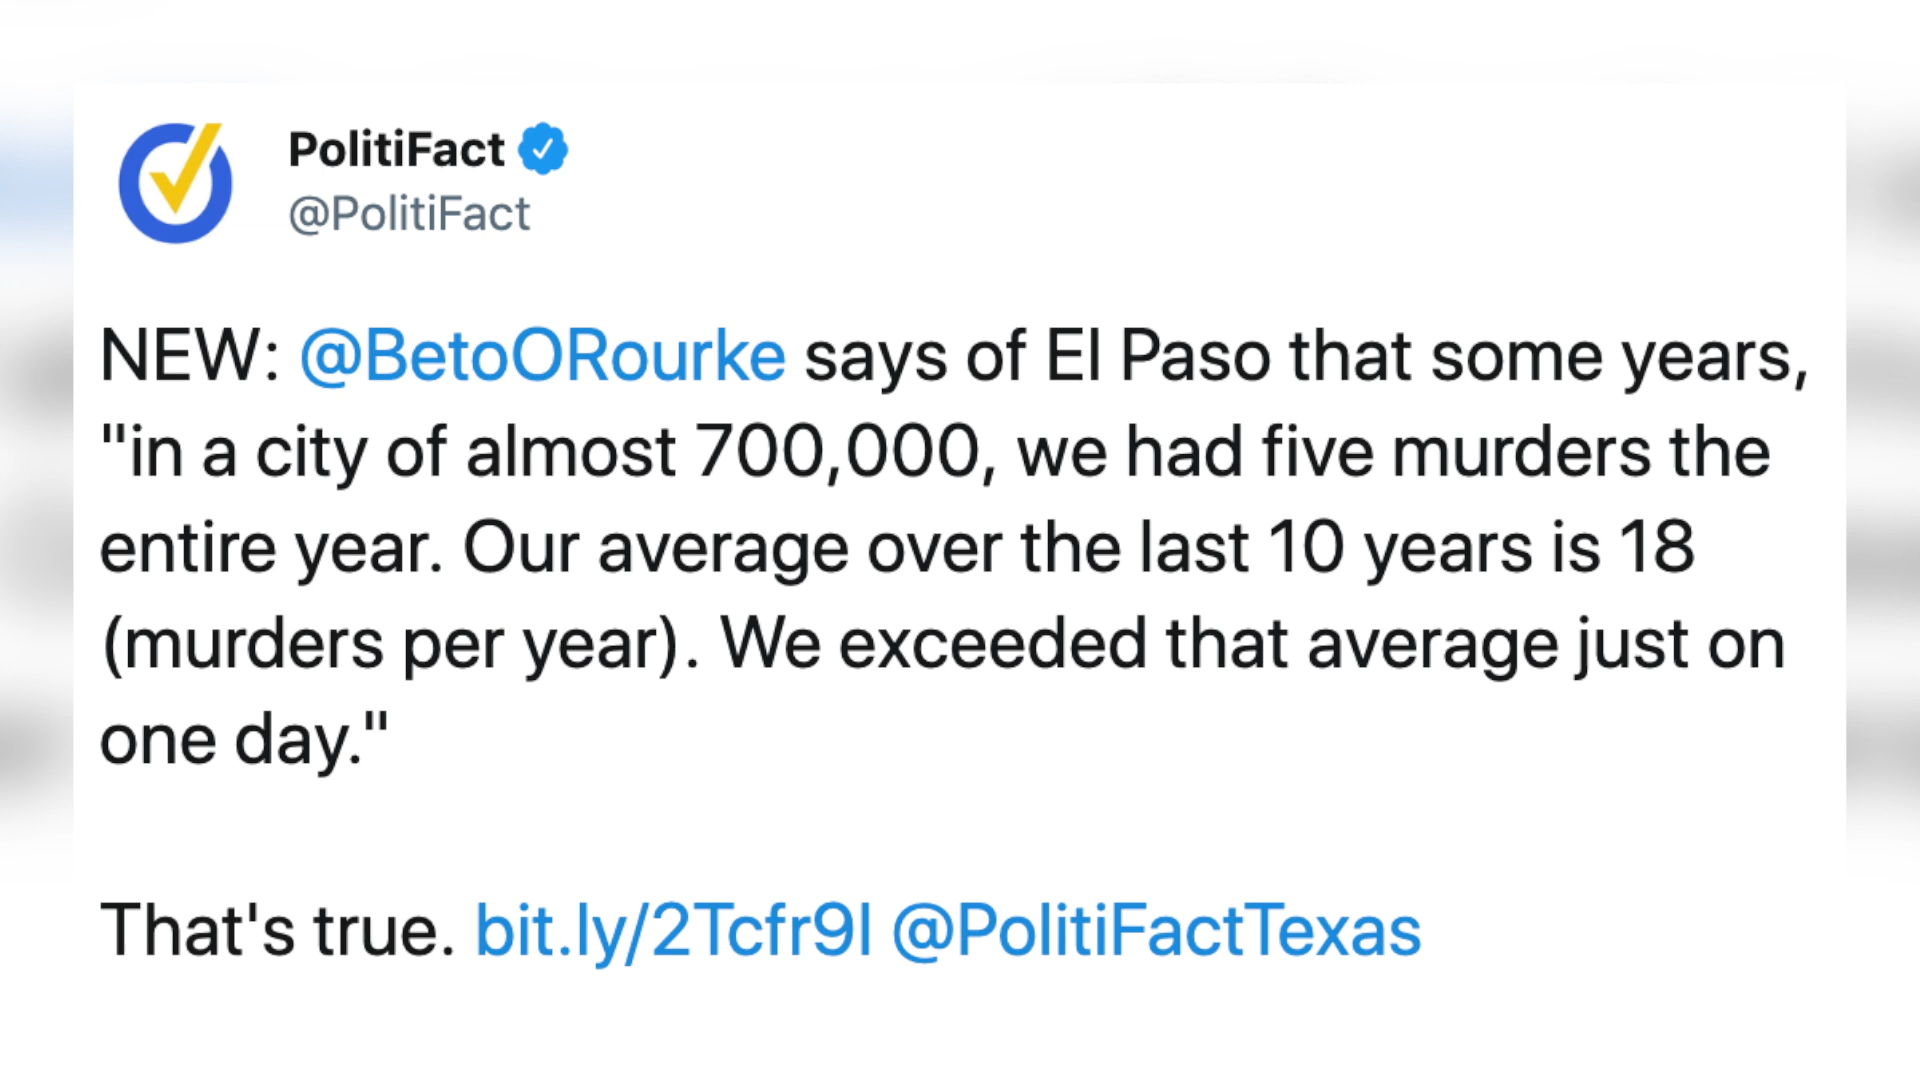 PolitiFact
@PolitiFact
NEW: @BetoORourke says of El Paso that some years,
"in a city of almost 700,000, we had five murders the
entire year. Our average over the last 10 years is 18
(murders per year). We exceeded that average just on
one day."
That's true. bit.ly/2Tcfr9l @PolitiFactTexas